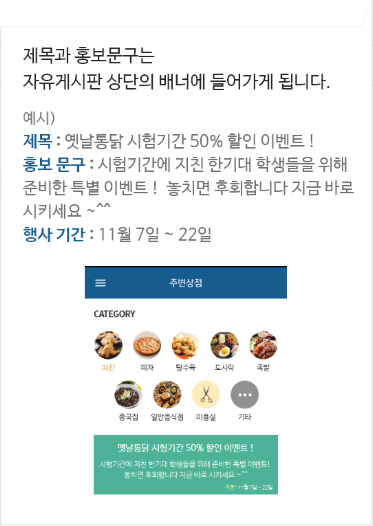 제목과 홍보문구는
자유게시판 상단의 배너에 들어가게 됩니다.
예시)
제목 : 옛날통닭 시험기간 50% 할인 이벤트 !
홍보 문구 : 시험기간에 지친 한기대 학생들을 위해
준비한 특별 이벤트 ! 놓치면 후회합니다 지금 바로
시키세요 ~^^
행사 기간 : 11월 7일 ~ 22일
주변상점
CATEGORY
치킨 피자 탕수육 도시락 족발
중국집 일반음식점 미용실 기타
옛날통닭 시험기간 50% 할인 이벤트 !
시험기간에 지친 한기대 학생들을 위해 준비한 특별 이벤트!
놓치면 후회합니다 지금 바로 시키세요 ~^^
기간 : 11월 7일 ~ 22일